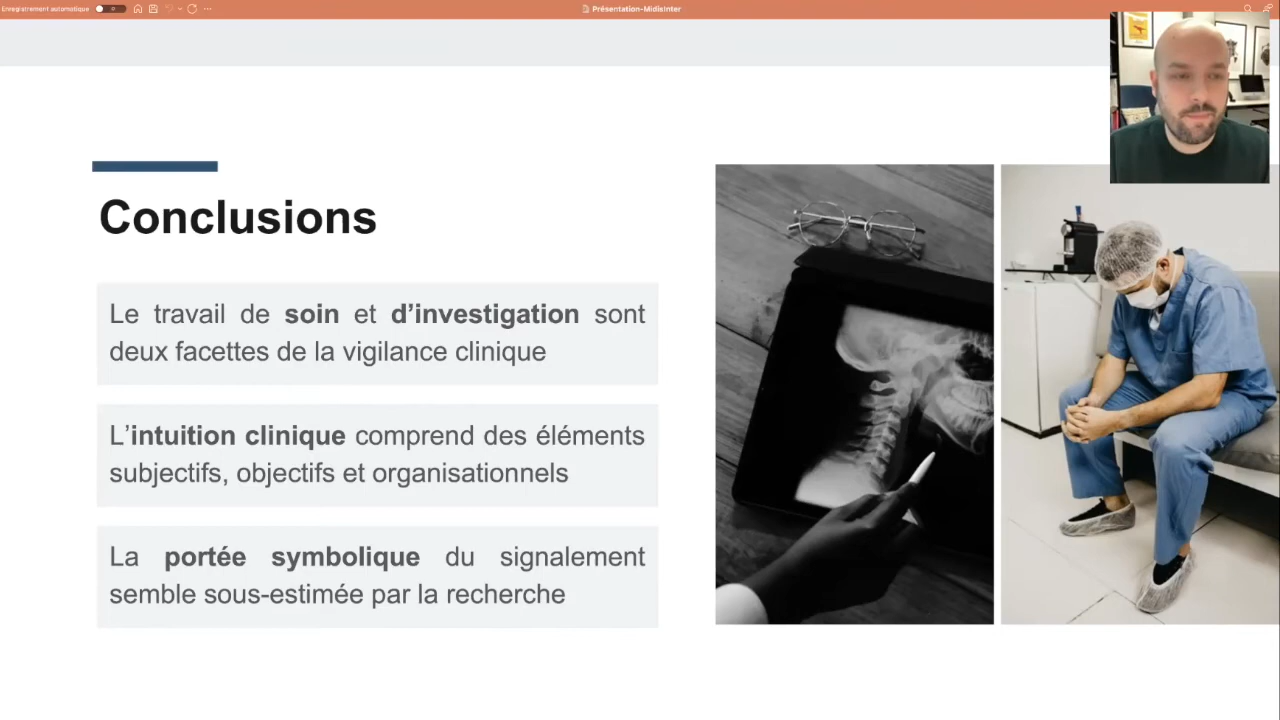 Enregistrement automatique
Présentation-MidisInter
Conclusions
Le travail de soin et d’investigation sont
deux facettes de la vigilance clinique
L’intuition clinique comprend des éléments
subjectifs, objectifs et organisationnels
La portée symbolique du signalement
semble sous-estimée par la recherche